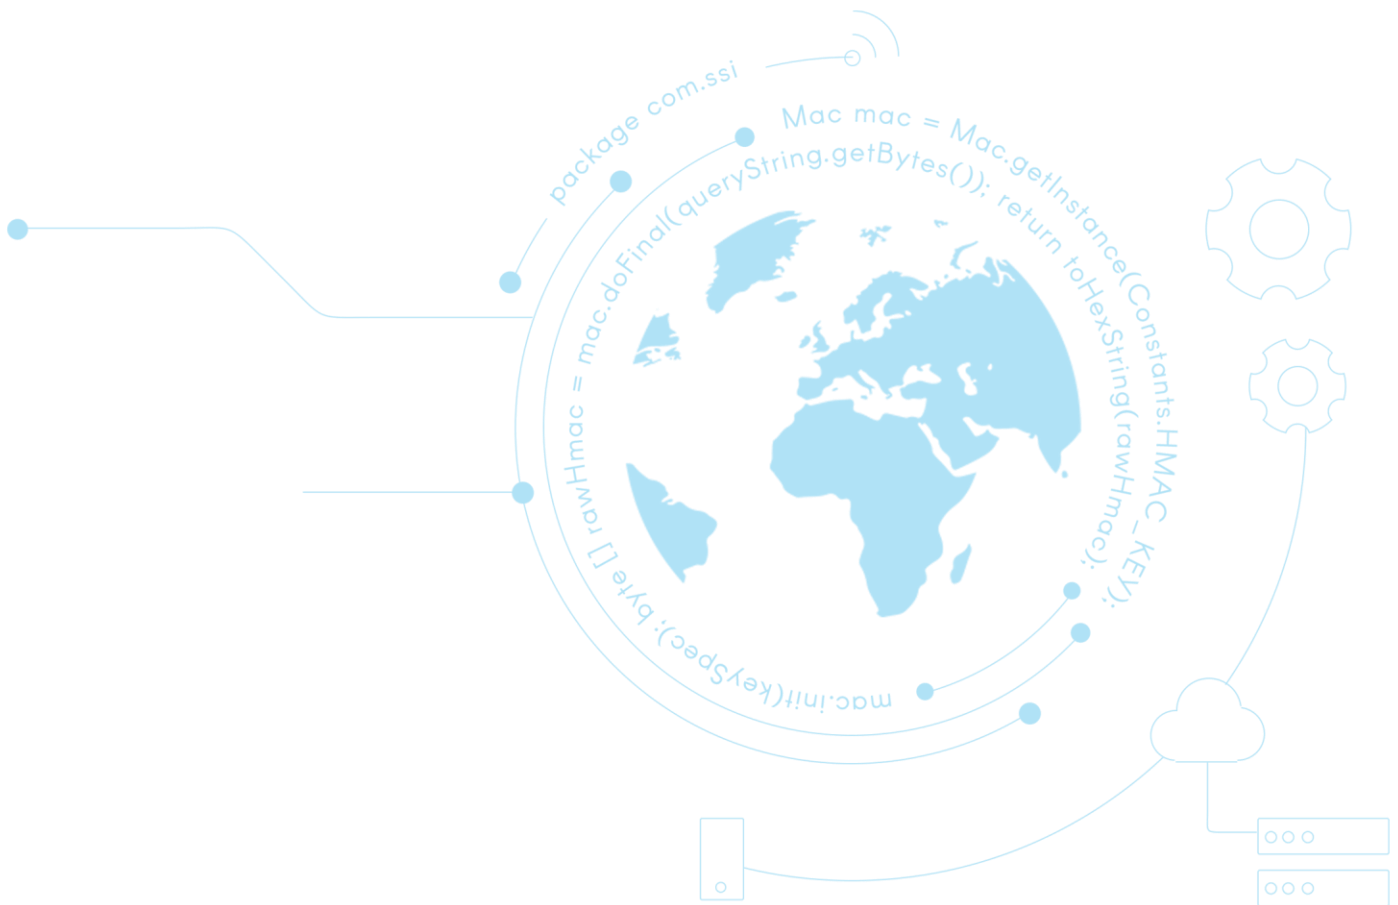 package com.ssi
Mac mac = Mac.getInstance(Constants.HMAC_KEY);
mac.init(keySpec); byte [] rawHmac = mac.doFinal(queryString.getBytes()); return toHexString(rawHmac);